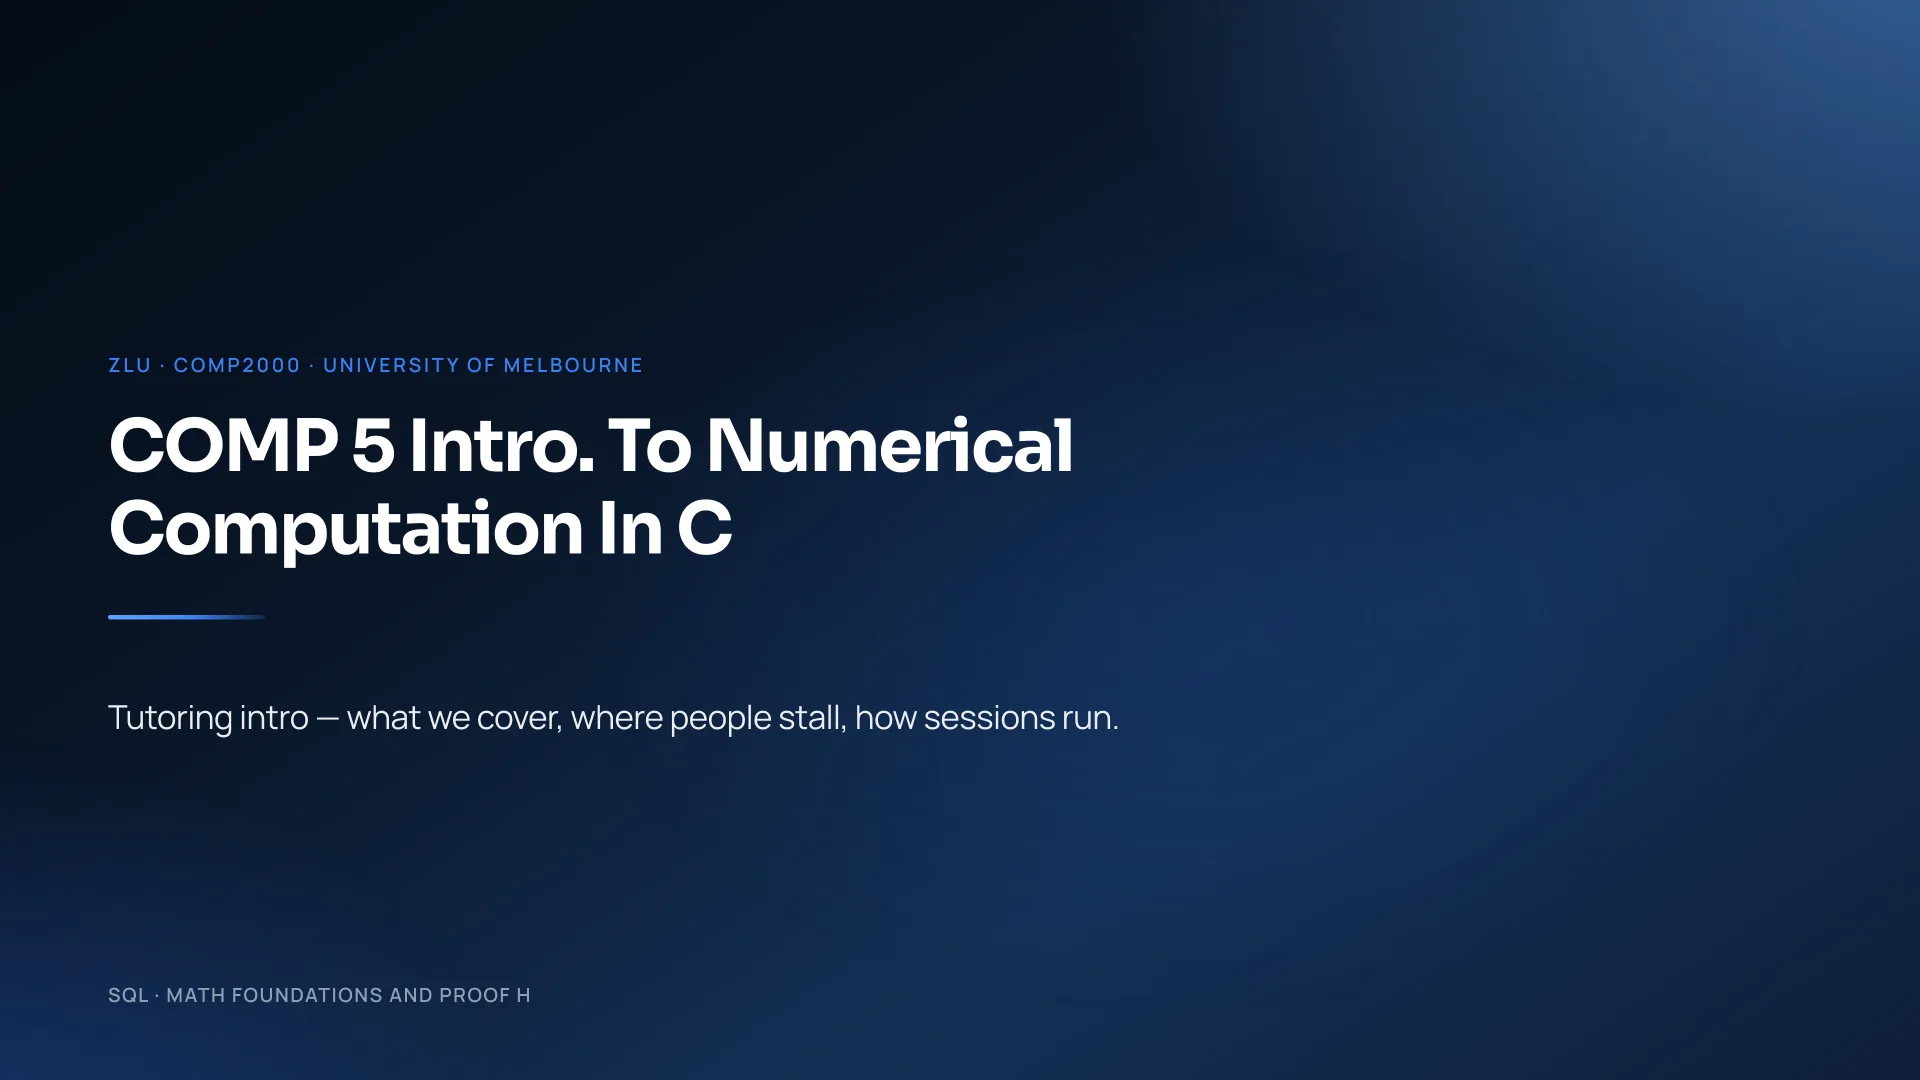 ZLU · COMP2000 · UNIVERSITY OF MELBOURNE
COMP 5 Intro. To Numerical
Computation In C
Tutoring intro — what we cover, where people stall, how sessions run.
SQL · MATH FOUNDATIONS AND PROOF H